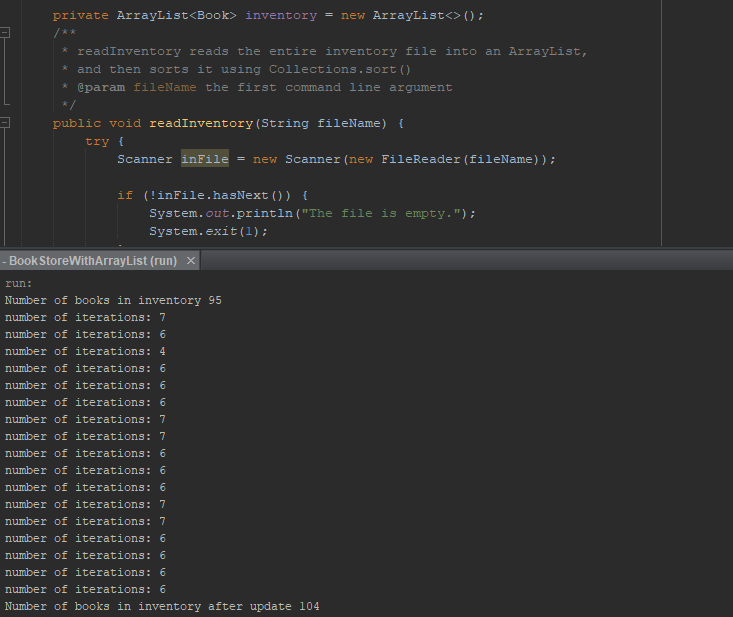 private ArrayList<Book> inventory = new ArrayList<>();
/**
* readInventory reads the entire inventory file into an ArrayList,
* and then sorts it using Collections.sort()
* @param fileName the first command line argument
*/
public void readInventory(String fileName) {
try {
Scanner inFile = new Scanner(new FileReader(fileName));
if (!inFile.hasNext()) {
System.out.println("The file is empty.");
System.exit(1);
- BookStoreWithArrayList (run) ×
run:
Number of books in inventory 95
number of iterations: 7
number of iterations: 6
number of iterations: 4
number of iterations: 6
number of iterations: 6
number of iterations: 6
number of iterations: 7
number of iterations: 7
number of iterations: 6
number of iterations: 6
number of iterations: 6
number of iterations: 7
number of iterations: 7
number of iterations: 6
number of iterations: 6
number of iterations: 6
number of iterations: 6
Number of books in inventory after update 104